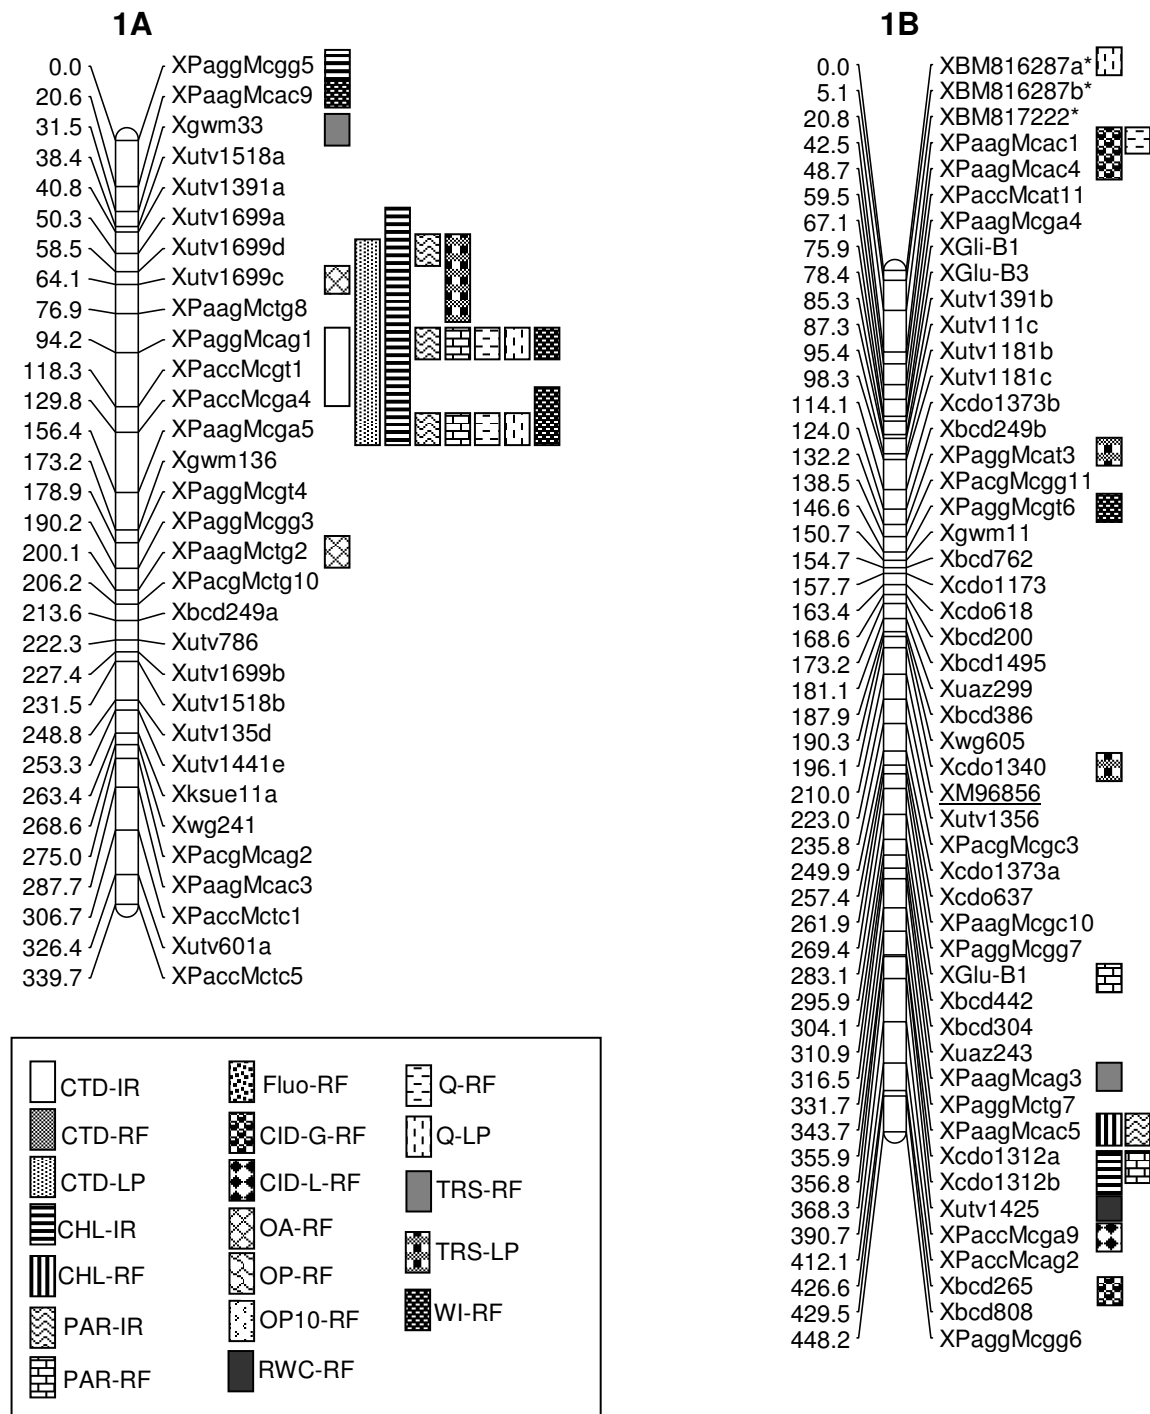 1A
0.0 XPaggMcgg5
20.6 XPaagMcac9
31.5 Xgwm33
38.4 Xutv1518a
40.8 Xutv1391a
50.3 Xutv1699a
58.5 Xutv1699d
64.1 Xutv1699c
76.9 XPaagMctg8
94.2 XPaggMcag1
118.3 XPaccMcgt1
129.8 XPaccMcga4
156.4 XPaagMcga5
173.2 Xgwm136
178.9 XPaggMcgt4
190.2 XPaggMcgg3
200.1 XPaagMctg2
206.2 XPacgMctg10
213.6 Xbcd249a
222.3 Xutv786
227.4 Xutv1699b
231.5 Xutv1518b
248.8 Xutv135d
253.3 Xutv1441e
263.4 Xksue11a
268.6 Xwg241
275.0 XPacgMcag2
287.7 XPaagMcac3
306.7 XPaccMctc1
326.4 Xutv601a
339.7 XPaccMctc5
1B
0.0 XBM816287a*
5.1 XBM816287b*
20.8 XBM817222*
42.5 XPaagMcac1
48.7 XPaagMcac4
59.5 XPaccMcat11
67.1 XPaagMcga4
75.9 XGli-B1
78.4 XGlu-B3
85.3 Xutv1391b
87.3 Xutv111c
95.4 Xutv1181b
98.3 Xutv1181c
114.1 Xcdo1373b
124.0 Xbcd249b
132.2 XPaggMcat3
138.5 XPacgMcgg11
146.6 XPaggMcgt6
150.7 Xgwm11
154.7 Xbcd762
157.7 Xcdo1173
163.4 Xcdo618
168.6 Xbcd200
173.2 Xbcd1495
181.1 Xuaz299
187.9 Xbcd386
190.3 Xwg605
196.1 Xcdo1340
210.0 XM96856
223.0 Xutv1356
235.8 XPacgMcgc3
249.9 Xcdo1373a
257.4 Xcdo637
261.9 XPaagMcgc10
269.4 XPaggMcgg7
283.1 XGlu-B1
295.9 Xbcd442
304.1 Xbcd304
310.9 Xuaz243
316.5 XPaagMcag3
331.7 XPaggMctg7
343.7 XPaagMcac5
355.9 Xcdo1312a
356.8 Xcdo1312b
368.3 Xutv1425
390.7 XPaccMcga9
412.1 XPaccMcag2
426.6 Xbcd265
429.5 Xbcd808
448.2 XPaggMcgg6
CTD-IR
CTD-RF
CTD-LP
CHL-IR
CHL-RF
PAR-IR
PAR-RF
Fluo-RF
CID-G-RF
CID-L-RF
OA-RF
OP-RF
OP10-RF
RWC-RF
Q-RF
Q-LP
TRS-RF
TRS-LP
WI-RF